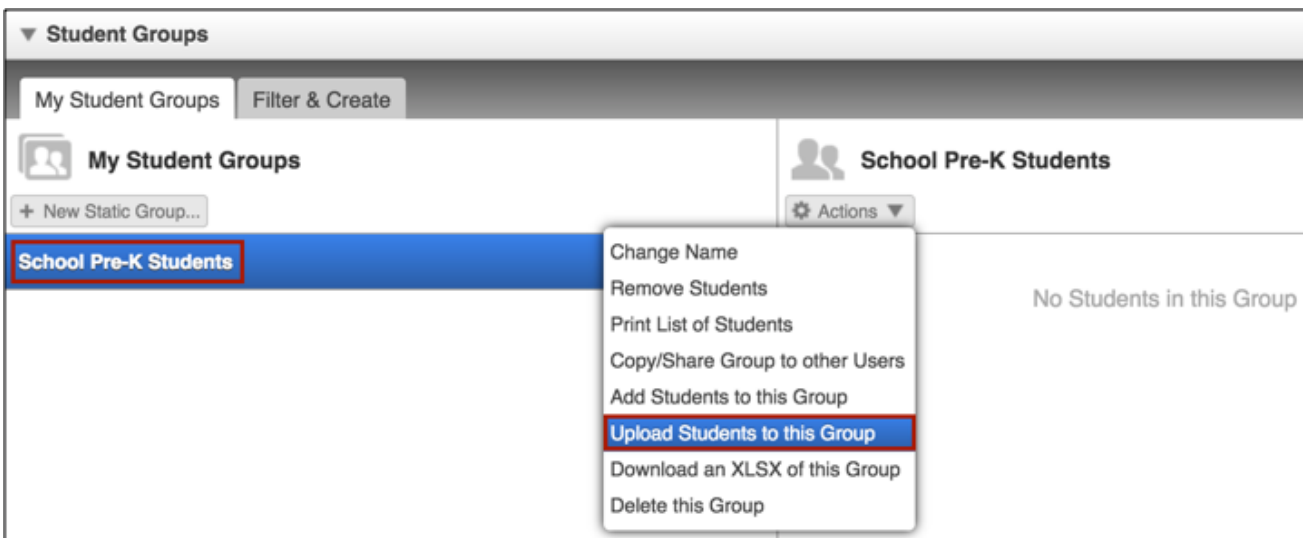 ▼ Student Groups
My Student Groups Filter & Create
My Student Groups
+ New Static Group...
School Pre-K Students
School Pre-K Students
Actions ▼
No Students in this Group
Change Name
Remove Students
Print List of Students
Copy/Share Group to other Users
Add Students to this Group
Upload Students to this Group
Download an XLSX of this Group
Delete this Group